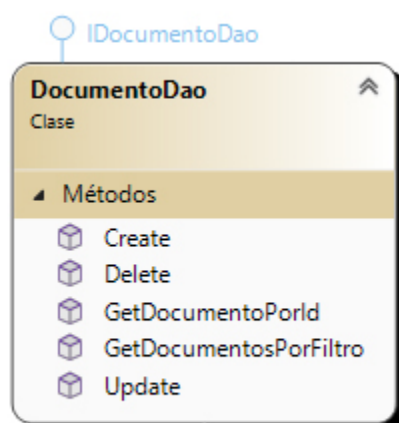 IDocumentoDao
DocumentoDao
Clase
Métodos
Create
Delete
GetDocumentoPorId
GetDocumentosPorFiltro
Update